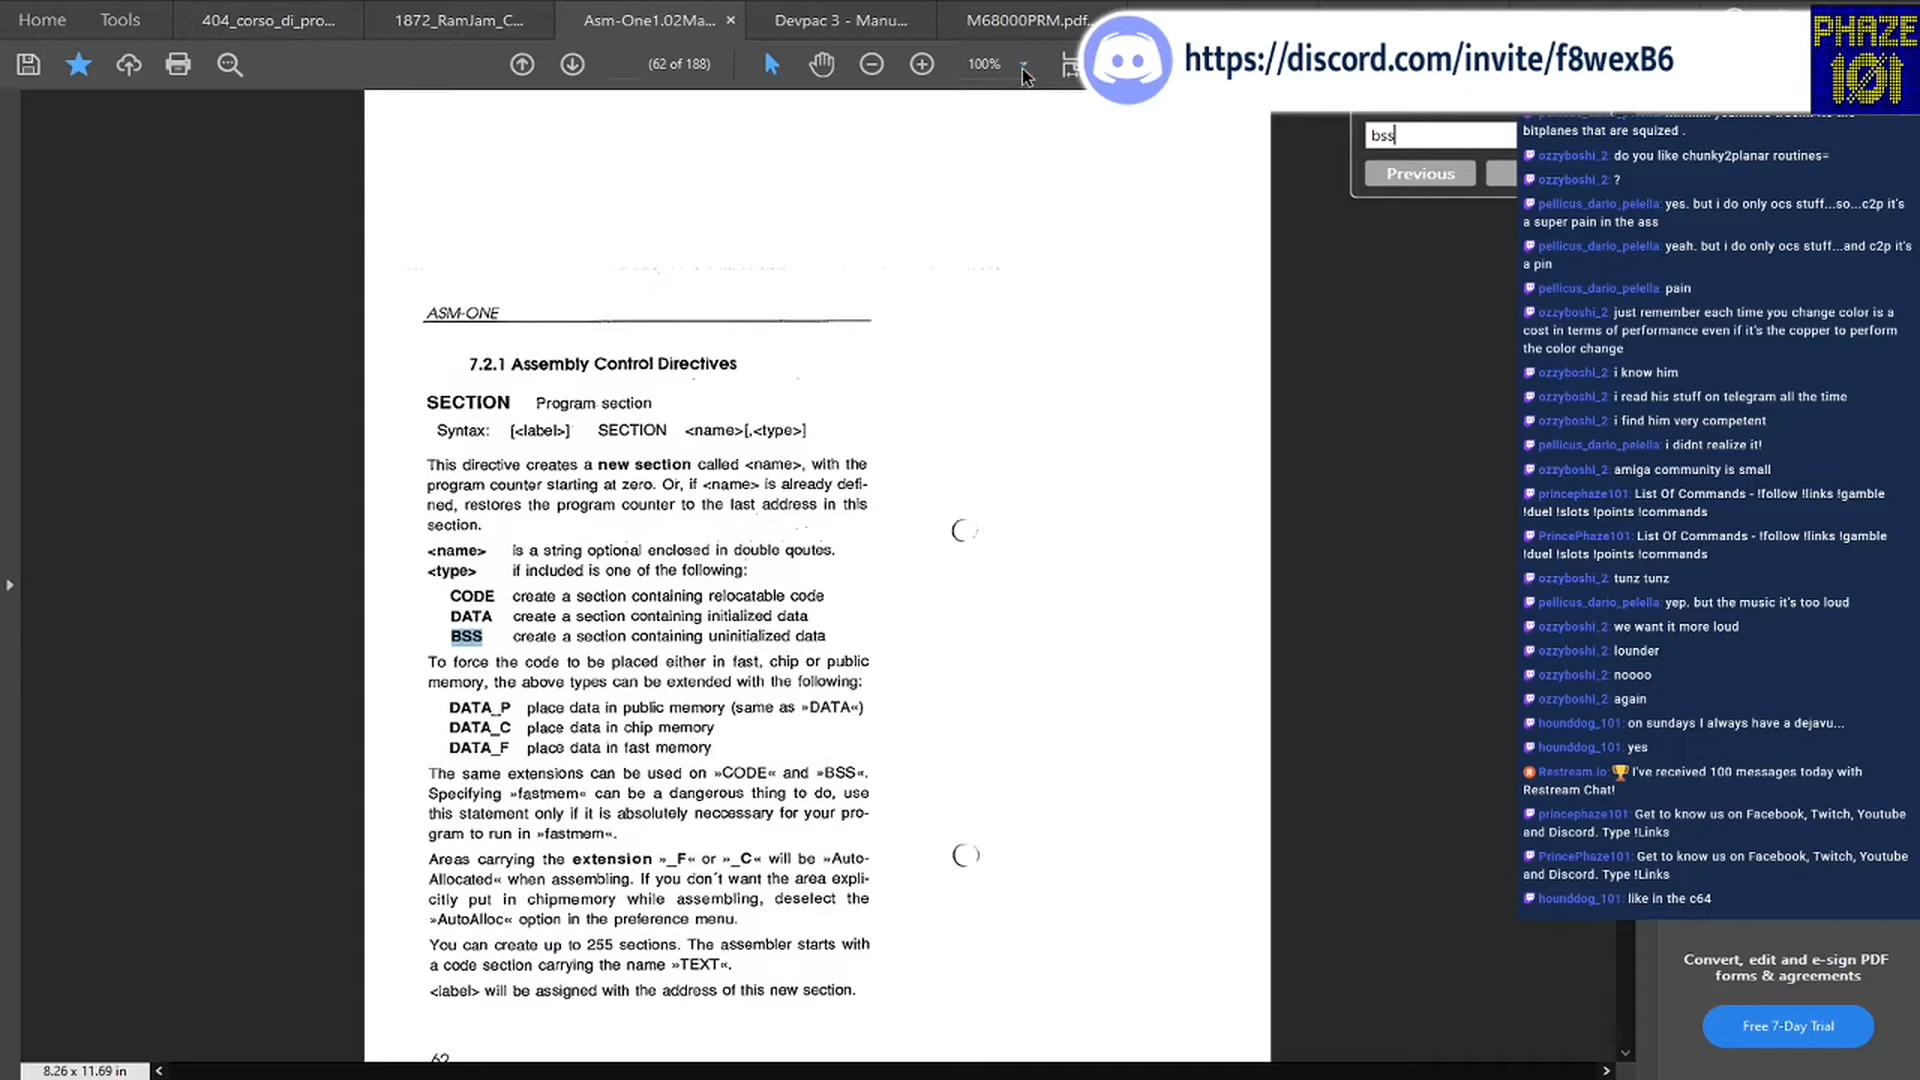 Home
Tools
404_corso_di_pro...
1872_RamJam_C...
Asm-One1.02Ma...
Devpac 3 - Manu...
M68000PRM.pdf...
https://discord.com/invite/f8wexB6
PHAZE
101
(62 of 188)
100%
bss
Previous
ASM-ONE
7.2.1 Assembly Control Directives
SECTION Program section
Syntax: [<label>] SECTION <name>[,<type>]
This directive creates a new section called <name>, with the
program counter starting at zero. Or, if <name> is already defi-
ned, restores the program counter to the last address in this
section.
<name> is a string optional enclosed in double qoutes.
<type> if included is one of the following:
CODE create a section containing relocatable code
DATA create a section containing initialized data
BSS create a section containing uninitialized data
To force the code to be placed either in fast, chip or public
memory, the above types can be extended with the following:
DATA_P place data in public memory (same as »DATA«)
DATA_C place data in chip memory
DATA_F place data in fast memory
The same extensions can be used on »CODE« and »BSS«.
Specifying »fastmem« can be a dangerous thing to do, use
this statement only if it is absolutely neccessary for your pro-
gram to run in »fastmem«.
Areas carrying the extension »_F« or »_C« will be »Auto-
Allocated« when assembling. If you don´t want the area expli-
citly put in chipmemory while assembling, deselect the
»AutoAlloc« option in the preference menu.
You can create up to 255 sections. The assembler starts with
a code section carrying the name »TEXT«.
<label> will be assigned with the address of this new section.
62
bitplanes that are squized .
ozzyboshi_2: do you like chunky2planar routines=
ozzyboshi_2: ?
pellicus_dario_pelella: yes. but i do only ocs stuff...so...c2p it's
a super pain in the ass
pellicus_dario_pelella: yeah. but i do only ocs stuff...and c2p it's
a pin
pellicus_dario_pelella: pain
ozzyboshi_2: just remember each time you change color is a
cost in terms of performance even if it's the copper to perform
the color change
ozzyboshi_2: i know him
ozzyboshi_2: i read his stuff on telegram all the time
ozzyboshi_2: i find him very competent
pellicus_dario_pelella: i didnt realize it!
ozzyboshi_2: amiga community is small
princephaze101: List Of Commands - !follow !links !gamble
!duel !slots !points !commands
PrincePhaze101: List Of Commands - !follow !links !gamble
!duel !slots !points !commands
ozzyboshi_2: tunz tunz
pellicus_dario_pelella: yep. but the music it's too loud
ozzyboshi_2: we want it more loud
ozzyboshi_2: lounder
ozzyboshi_2: noooo
ozzyboshi_2: again
hounddog_101: on sundays I always have a dejavu...
hounddog_101: yes
Restream.io: 🏆 I've received 100 messages today with
Restream Chat!
princephaze101: Get to know us on Facebook, Twitch, Youtube
and Discord. Type !Links
PrincePhaze101: Get to know us on Facebook, Twitch, Youtube
and Discord. Type !Links
hounddog_101: like in the c64
Convert, edit and e-sign PDF
forms & agreements
Free 7-Day Trial
8.26 x 11.69 in